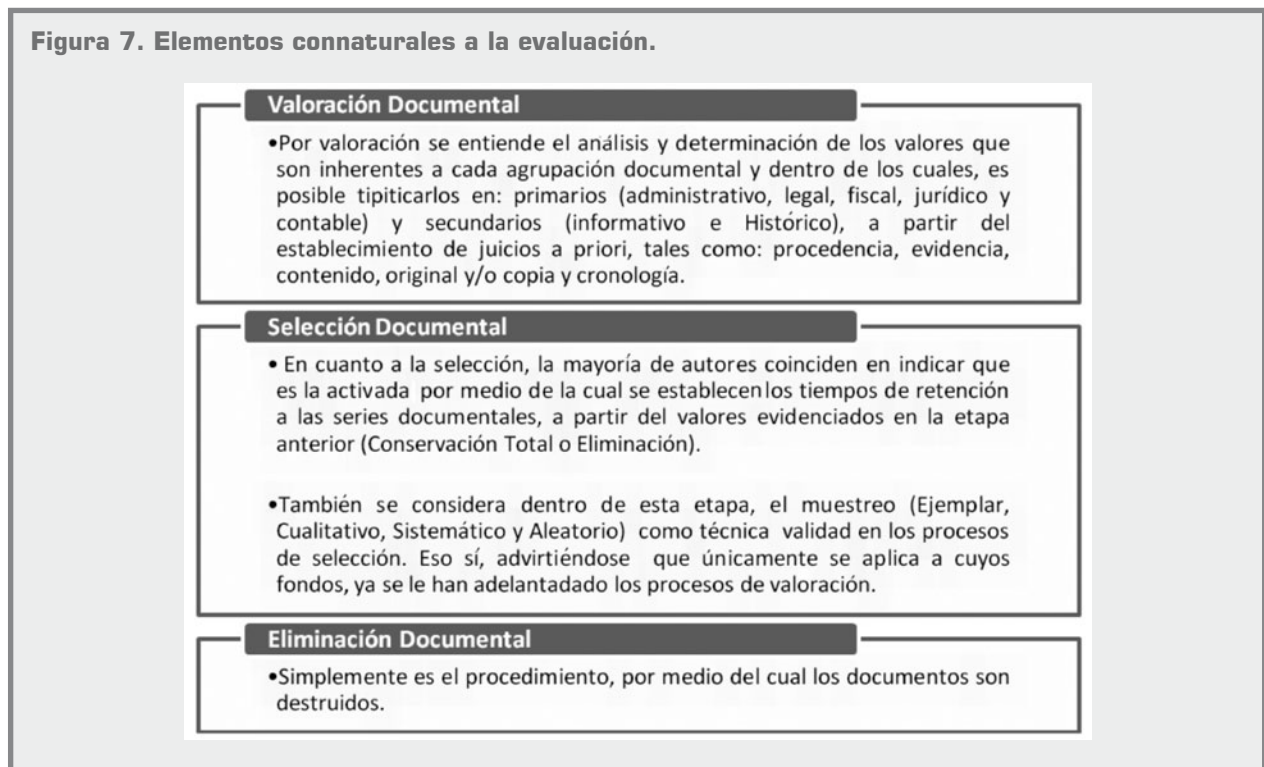 Figura 7. Elementos connaturales a la evaluación.
Valoración Documental
•Por valoración se entiende el análisis y determinación de los valores que
son inherentes a cada agrupación documental y dentro de los cuales, es
posible tipiticarlos en: primarios (administrativo, legal, fiscal, jurídico y
contable) y secundarios (informativo e Histórico), a partir del
establecimiento de juicios a priori, tales como: procedencia, evidencia,
contenido, original y/o copia y cronología.
Selección Documental
• En cuanto a la selección, la mayoría de autores coinciden en indicar que
es la activada por medio de la cual se establecen los tiempos de retención
a las series documentales, a partir del valores evidenciados en la etapa
anterior (Conservación Total o Eliminación).
•También se considera dentro de esta etapa, el muestreo (Ejemplar,
Cualitativo, Sistemático y Aleatorio) como técnica validad en los procesos
de selección. Eso sí, advirtiéndose que únicamente se aplica a cuyos
fondos, ya se le han adelantadado los procesos de valoración.
Eliminación Documental
•Simplemente es el procedimiento, por medio del cual los documentos son
destruidos.